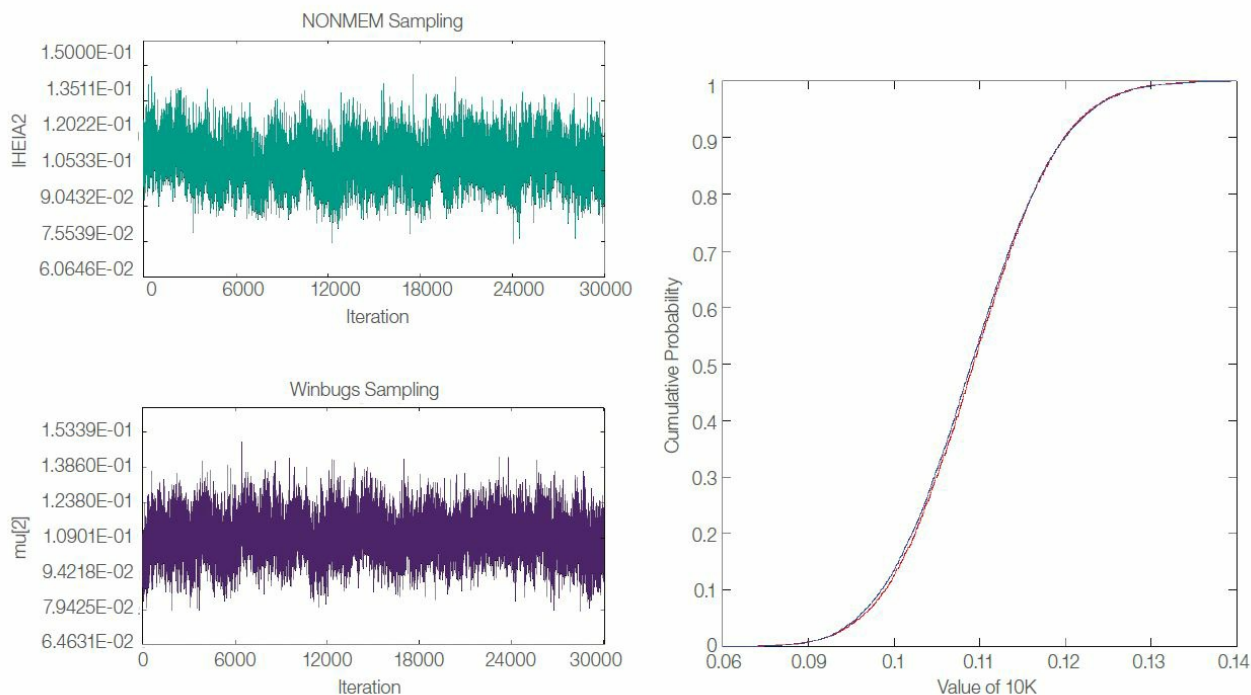 NONMEM Sampling
1.5000E-01
1.3511E-01
1.2022E-01
1.0533E-01
9.0432E-02
7.5539E-02
6.0646E-02
IHEIA2
0 6000 12000 18000 24000 30000
Iteration
Winbugs Sampling
1.5339E-01
1.3860E-01
1.2380E-01
1.0901E-01
9.4218E-02
7.9425E-02
6.4631E-02
mu[2]
0 6000 12000 18000 24000 30000
Iteration
1
0.9
0.8
0.7
0.6
0.5
0.4
0.3
0.2
0.1
0
Cumulative Probability
0.06 0.09 0.1 0.11 0.12 0.13 0.14
Value of 10K